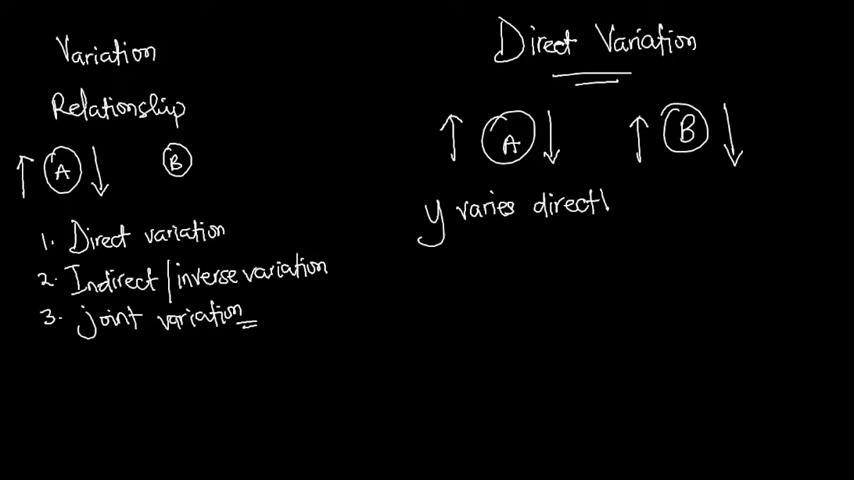 Variation
Relationship
↑ A ↓ B
1. Direct variation
2. Indirect/inverse variation
3. joint variation
Direct Variation
↑ A ↓ ↑ B ↓
y varies directl